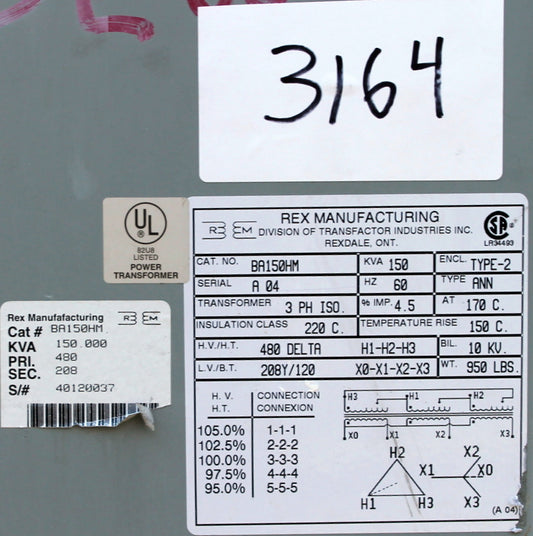 3164
UL
82U8
LISTED
POWER
TRANSFORMER
REX MANUFACTURING
DIVISION OF TRANSFACTOR INDUSTRIES INC.
REXDALE, ONT.
LR34493
CAT. NO. BA150HM KVA 150 ENCL. TYPE-2
SERIAL A 04 HZ 60 TYPE ANN
TRANSFORMER 3 PH ISO. % IMP. 4.5 AT 170 C.
INSULATION CLASS 220 C. TEMPERATURE RISE 150 C.
H.V./H.T. 480 DELTA H1-H2-H3 BIL. 10 KV.
L.V./B.T. 208Y/120 X0-X1-X2-X3 WT. 950 LBS.
H. V. CONNECTION
H.T. CONNEXION
105.0% 1-1-1
102.5% 2-2-2
100.0% 3-3-3
97.5% 4-4-4
95.0% 5-5-5
H3 H1 H2
X0 X1 X2 X3
H2 X2
X1 X0
H1 H3 X3
(A 04)
Rex Manufafacturing
Cat # BA150HM
KVA 150.000
PRI. 480
SEC. 208
S/# 40120037